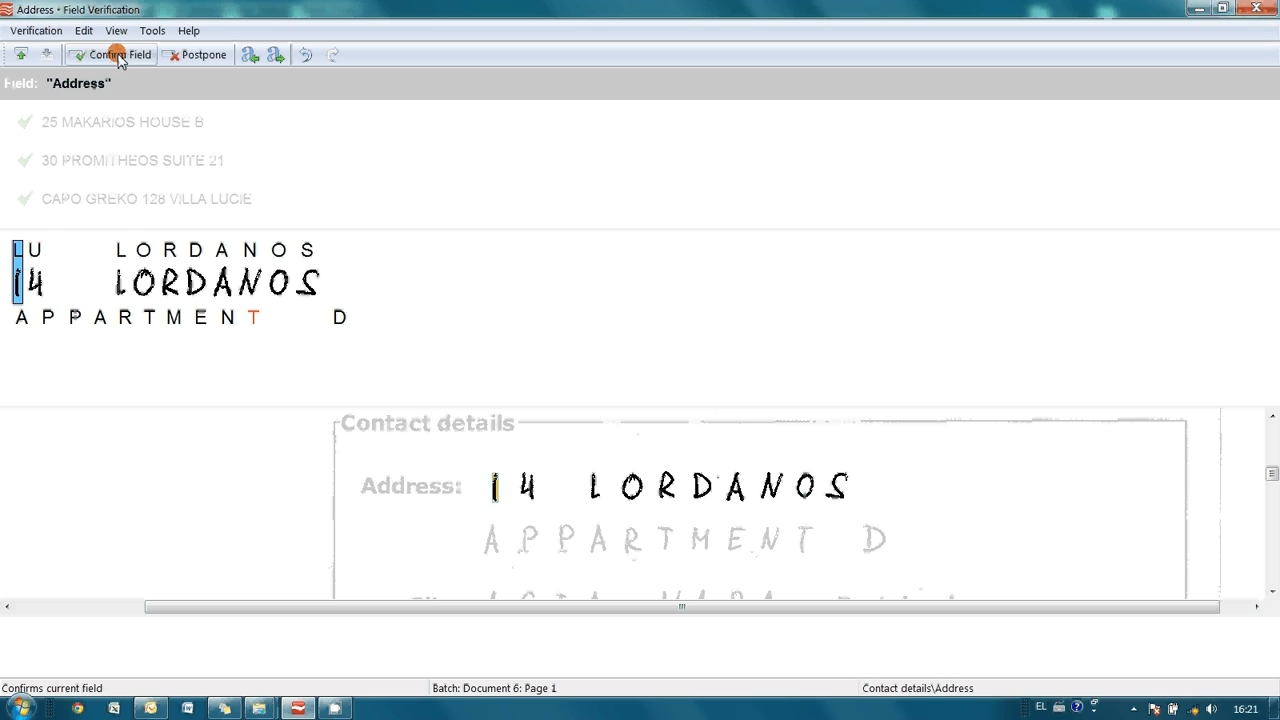 Address • Field Verification
Verification Edit View Tools Help
Confirm Field Postpone
Field: "Address"
25 MAKARIOS HOUSE B
30 PROMITHEOS SUITE 21
CAPO GREKO 128 VILLA LUCIE
LU LORDANOS
14 LORDANOS
APPARTMENT D
Contact details
Address: 14 LORDANOS
APPARTMENT D
Confirms current field Batch: Document 6: Page 1 Contact details\Address
EL 16:21